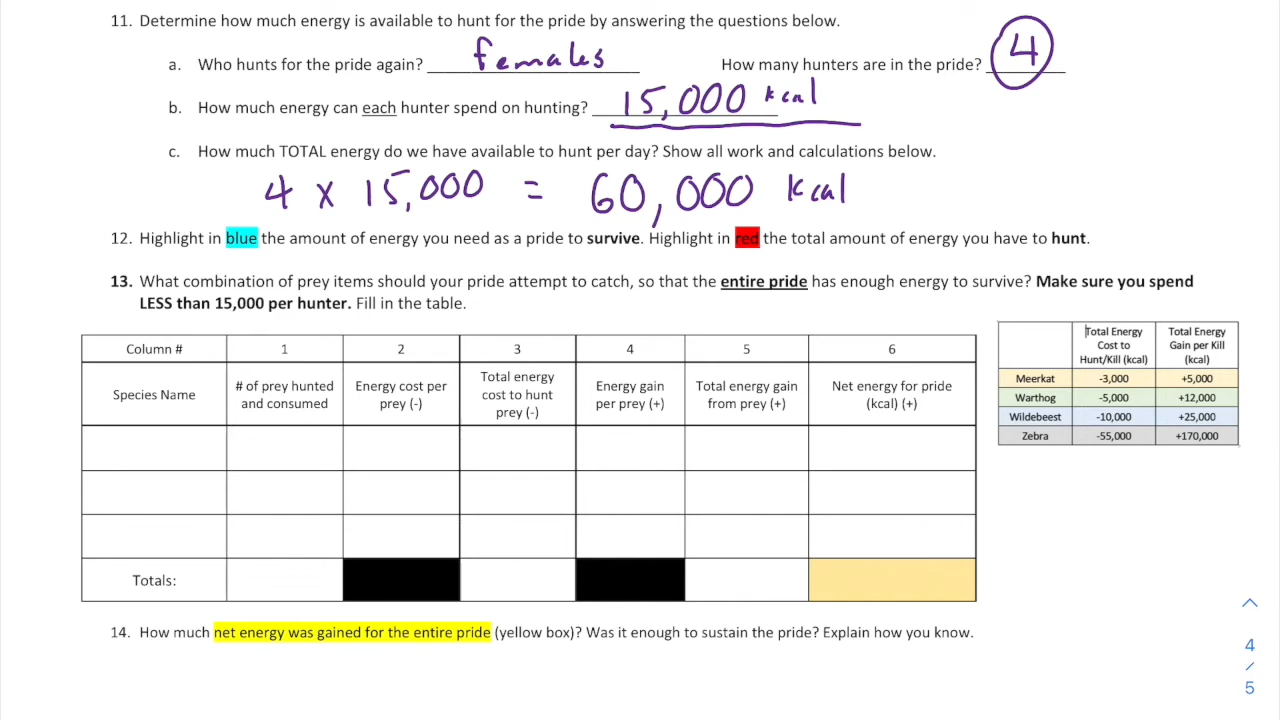 11. Determine how much energy is available to hunt for the pride by answering the questions below.
a. Who hunts for the pride again? females How many hunters are in the pride? 4
b. How much energy can each hunter spend on hunting? 15,000 kcal
c. How much TOTAL energy do we have available to hunt per day? Show all work and calculations below.
4 x 15,000 = 60,000 kcal
12. Highlight in blue the amount of energy you need as a pride to survive. Highlight in red the total amount of energy you have to hunt.
13. What combination of prey items should your pride attempt to catch, so that the entire pride has enough energy to survive? Make sure you spend
LESS than 15,000 per hunter. Fill in the table.
Column # 1 2 3 4 5 6
Species Name # of prey hunted and consumed Energy cost per prey (-) Total energy cost to hunt prey (-) Energy gain per prey (+) Total energy gain from prey (+) Net energy for pride (kcal) (+)
Totals:
Total Energy Cost to Hunt/Kill (kcal) Total Energy Gain per Kill (kcal)
Meerkat -3,000 +5,000
Warthog -5,000 +12,000
Wildebeest -10,000 +25,000
Zebra -55,000 +170,000
14. How much net energy was gained for the entire pride (yellow box)? Was it enough to sustain the pride? Explain how you know.
4
/
5